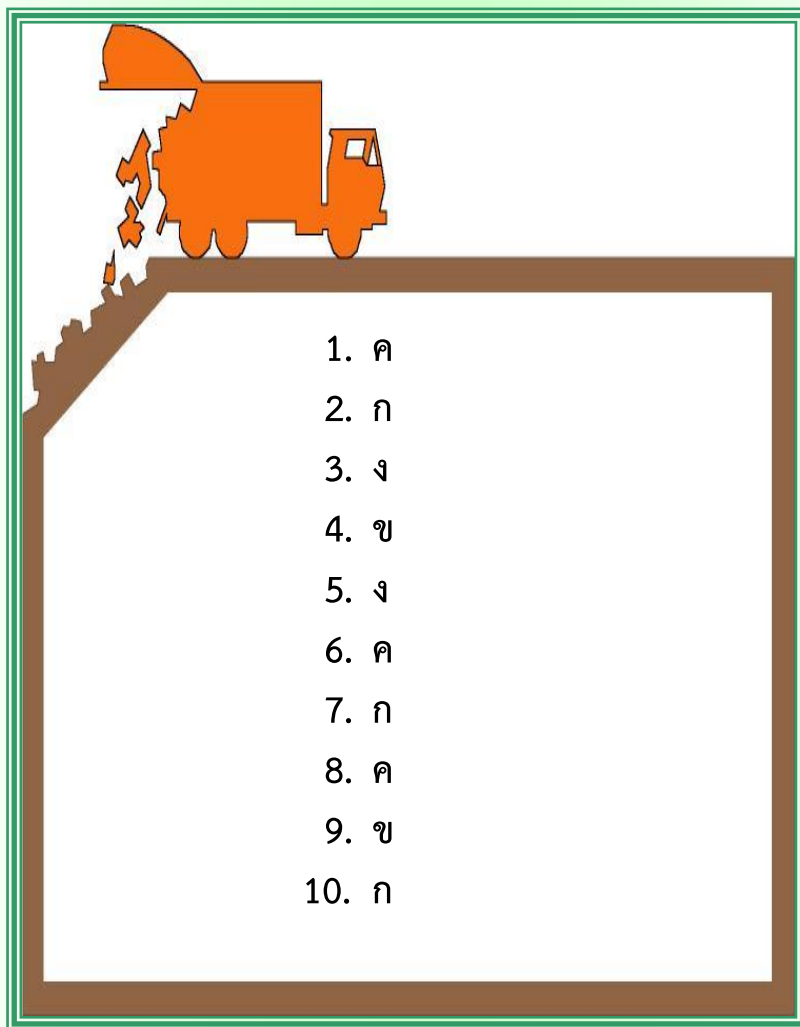 1. ค
2. ก
3. ง
4. ข
5. ง
6. ค
7. ก
8. ค
9. ข
10. ก